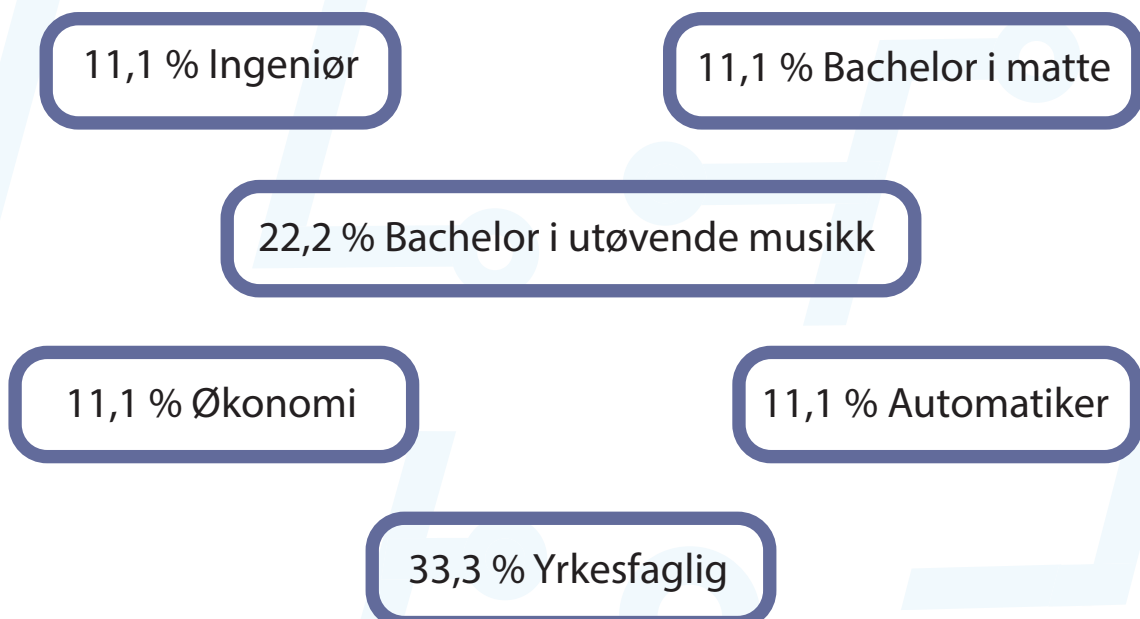 11,1 % Ingeniør
11,1 % Bachelor i matte
22,2 % Bachelor i utøvende musikk
11,1 % Økonomi
11,1 % Automatiker
33,3 % Yrkesfaglig